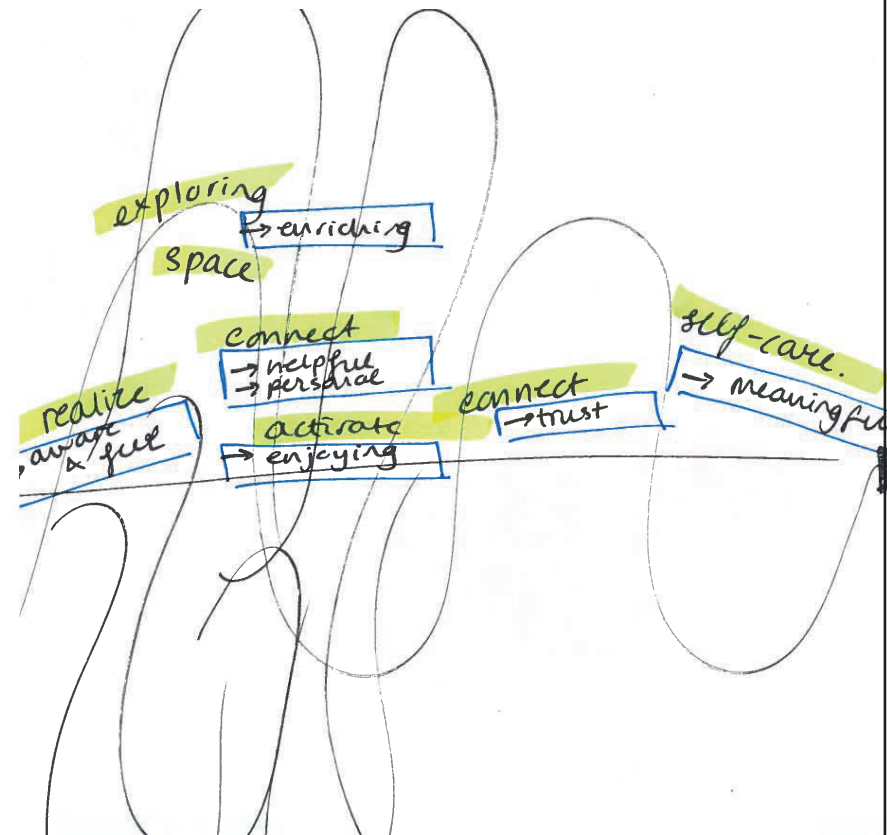 exploring
→ enriching
space
connect
→ helpful
→ personal
realize
aware
& feel
activate
→ enjoying
connect
→ trust
self-care.
→ meaningfu